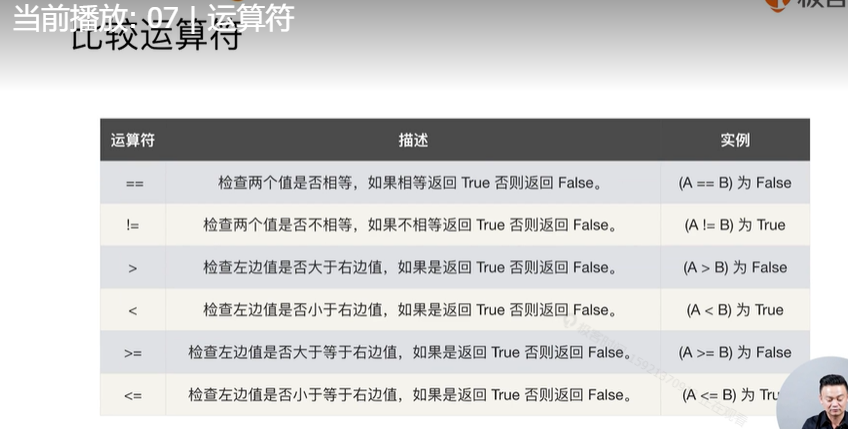 当前播放: 07 | 运算符
比较运算符
运算符 描述 实例
== 检查两个值是否相等，如果相等返回 True 否则返回 False。 (A == B) 为 False
!= 检查两个值是否不相等，如果不相等返回 True 否则返回 False。 (A != B) 为 True
> 检查左边值是否大于右边值，如果是返回 True 否则返回 False。 (A > B) 为 False
< 检查左边值是否小于右边值，如果是返回 True 否则返回 False。 (A < B) 为 True
>= 检查左边值是否大于等于右边值，如果是返回 True 否则返回 False。 (A >= B) 为 False
<= 检查左边值是否小于等于右边值，如果是返回 True 否则返回 False。 (A <= B) 为 Tru